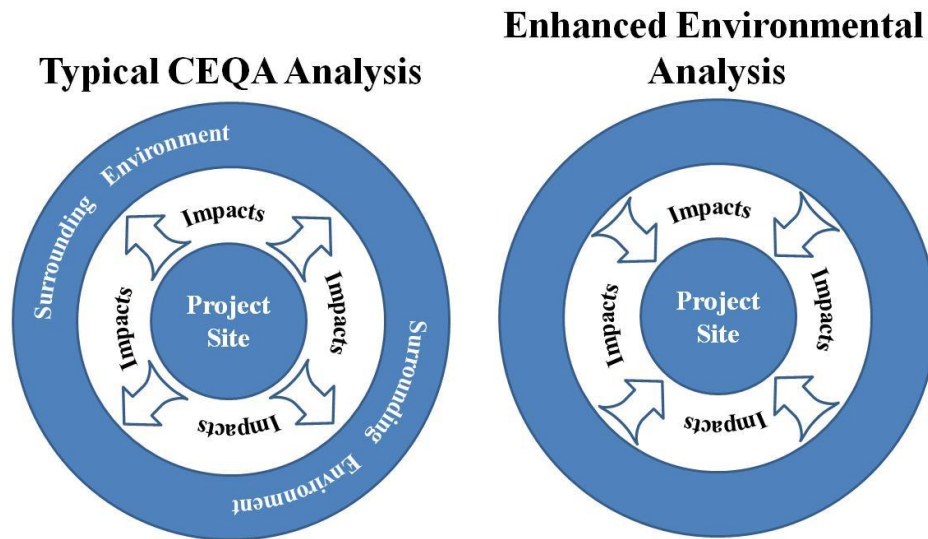 Typical CEQA Analysis
Surrounding Environment
Impacts
Impacts
Impacts
Impacts
Project
Site
Surrounding Environment
Enhanced Environmental
Analysis
Impacts
Impacts
Impacts
Impacts
Project
Site